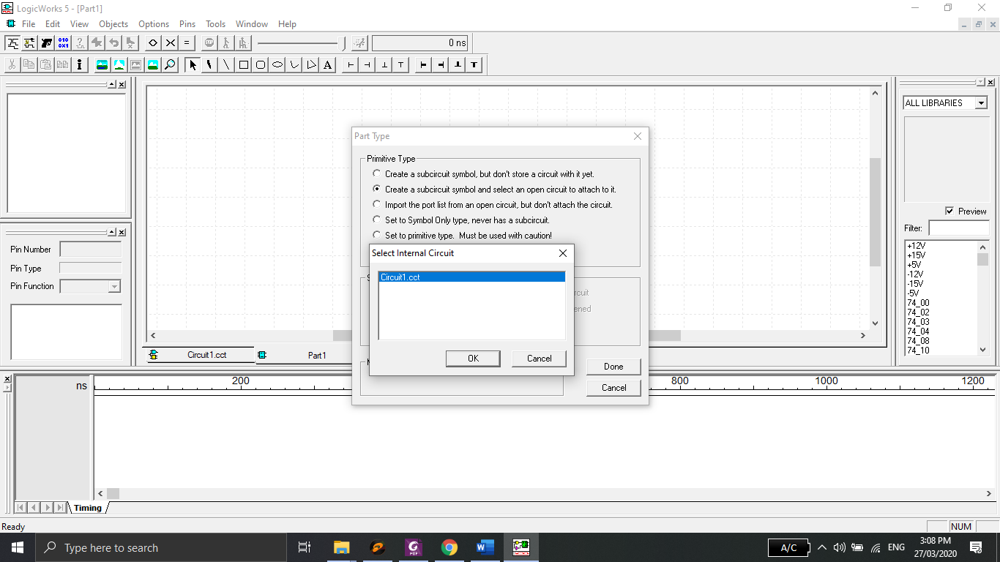 LogicWorks 5 - [Part1]
File Edit View Objects Options Pins Tools Window Help
0 ns
A
Pin Number
Pin Type
Pin Function
Part Type
Primitive Type
Create a subcircuit symbol, but don't store a circuit with it yet.
Create a subcircuit symbol and select an open circuit to attach to it.
Import the port list from an open circuit, but don't attach the circuit.
Set to Symbol Only type, never has a subcircuit.
Set to primitive type. Must be used with caution!
Select Internal Circuit
Circuit1.cct
OK Cancel
Done
Cancel
ALL LIBRARIES
Preview
Filter:
+12V
+15V
+5V
-12V
-15V
-5V
74_00
74_02
74_03
74_04
74_08
74_10
Circuit1.cct Part1
ns
200 800 1000 1200
Timing
Ready NUM
Type here to search
A/C
ENG
3:08 PM
27/03/2020